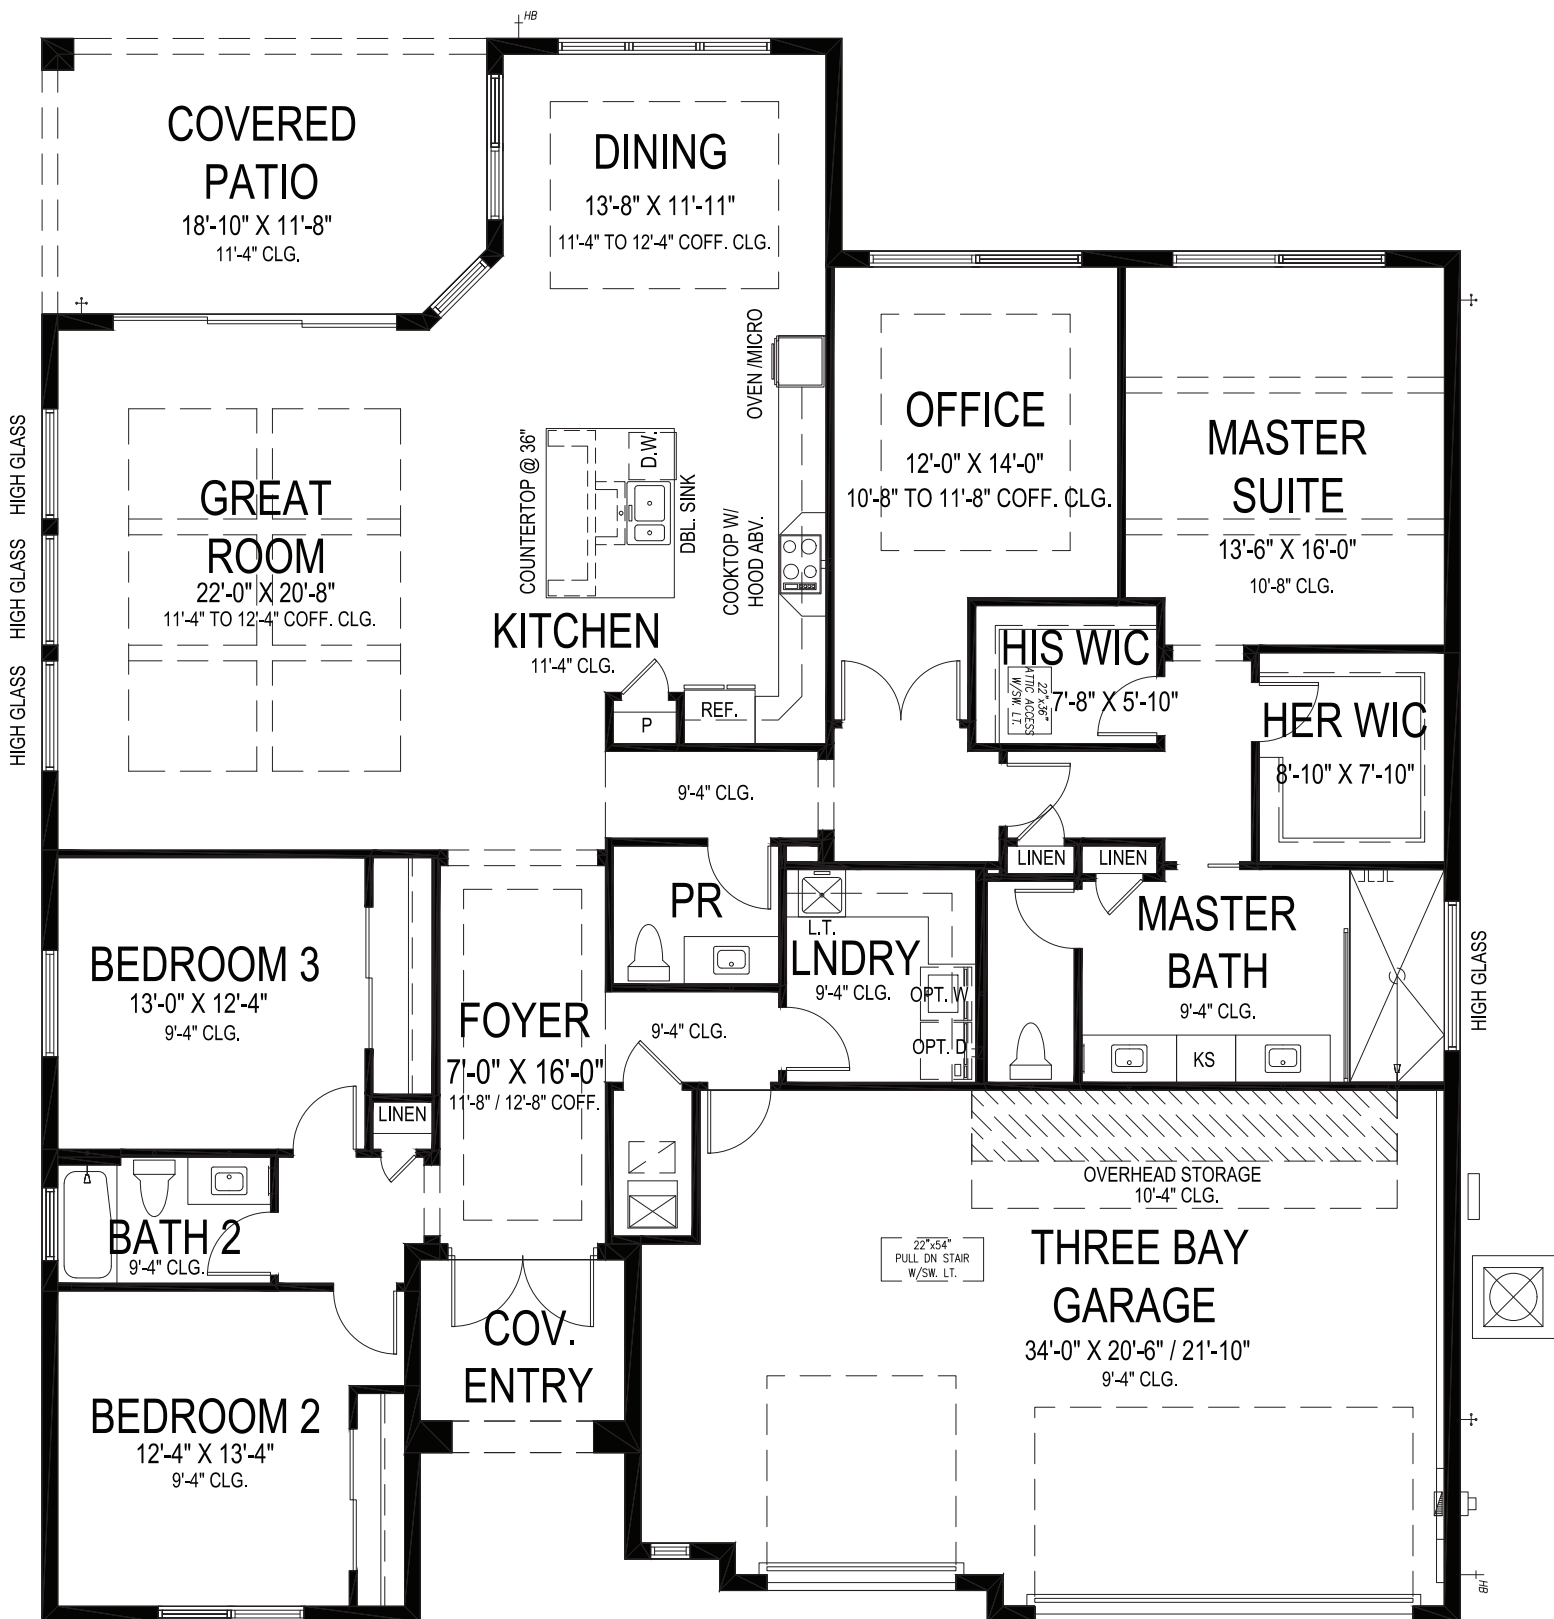 HB
COVERED
PATIO
18'-10" X 11'-8"
11'-4" CLG.
DINING
13'-8" X 11'-11"
11'-4" TO 12'-4" COFF. CLG.
HIGH GLASS
HIGH GLASS
HIGH GLASS
GREAT
ROOM
22'-0" X 20'-8"
11'-4" TO 12'-4" COFF. CLG.
COUNTERTOP @ 36"
D.W.
DBL. SINK
OVEN /MICRO
COOKTOP W/
HOOD ABV.
KITCHEN
11'-4" CLG.
P
REF.
OFFICE
12'-0" X 14'-0"
10'-8" TO 11'-8" COFF. CLG.
MASTER
SUITE
13'-6" X 16'-0"
10'-8" CLG.
HIS WIC
7'-8" X 5'-10"
22"x36"
ATTIC ACCESS
W/SW. LT.
HER WIC
8'-10" X 7'-10"
9'-4" CLG.
LINEN
LINEN
PR
L.T.
LNDRY
9'-4" CLG.
OPT. W
OPT. D
MASTER
BATH
9'-4" CLG.
KS
HIGH GLASS
BEDROOM 3
13'-0" X 12'-4"
9'-4" CLG.
FOYER
7'-0" X 16'-0"
11'-8" / 12'-8" COFF.
9'-4" CLG.
LINEN
BATH 2
9'-4" CLG.
OVERHEAD STORAGE
10'-4" CLG.
22"x54"
PULL DN STAIR
W/SW. LT.
THREE BAY
GARAGE
34'-0" X 20'-6" / 21'-10"
9'-4" CLG.
COV.
ENTRY
BEDROOM 2
12'-4" X 13'-4"
9'-4" CLG.
HB